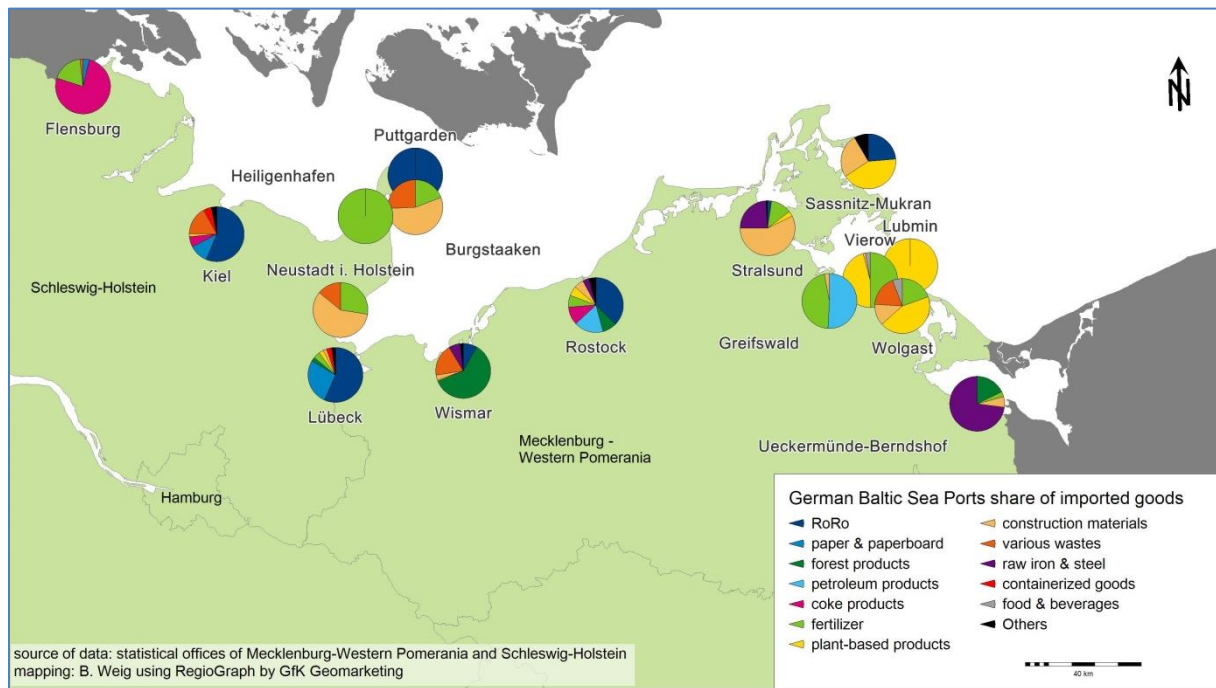 Flensburg
Puttgarden
Heiligenhafen
Sassnitz-Mukran
Lubmin
Vierow
Burgstaaken
Stralsund
Kiel
Neustadt i. Holstein
Schleswig-Holstein
Rostock
Greifswald
Wolgast
Lübeck
Wismar
Mecklenburg -
Western Pomerania
Ueckermünde-Berndshof
Hamburg
N
German Baltic Sea Ports share of imported goods
RoRo
paper & paperboard
forest products
petroleum products
coke products
fertilizer
plant-based products
construction materials
various wastes
raw iron & steel
containerized goods
food & beverages
Others
40 km
source of data: statistical offices of Mecklenburg-Western Pomerania and Schleswig-Holstein
mapping: B. Weig using RegioGraph by GfK Geomarketing